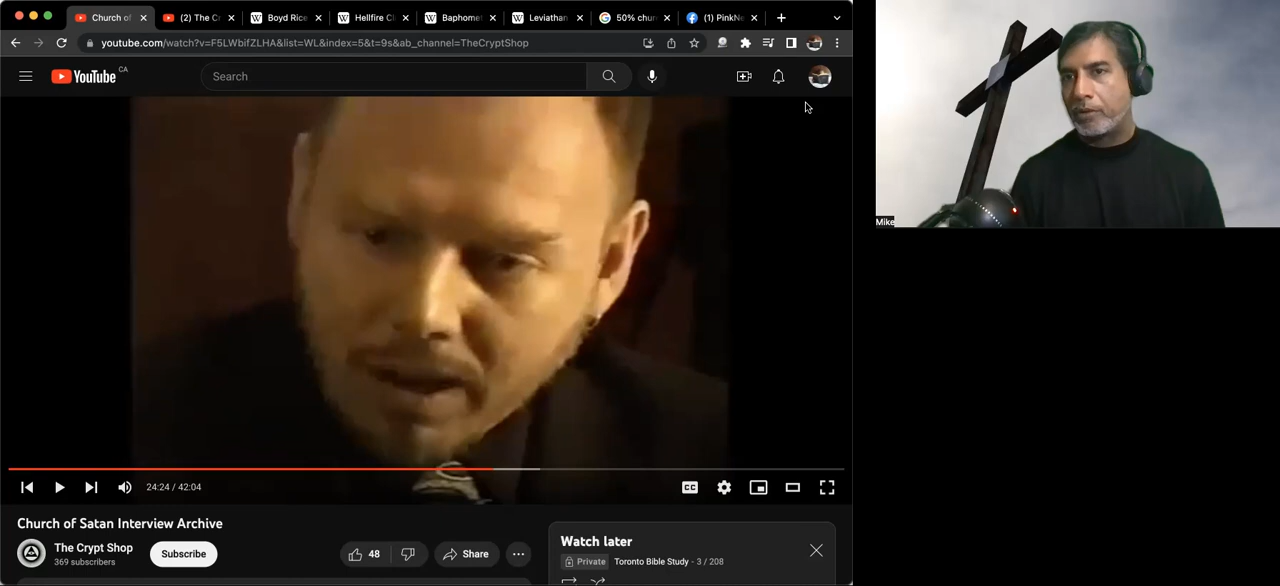 Church of
(2) The C
Boyd Rice
Hellfire Cl
Baphomet
Leviathan
50% chur
(1) PinkNe
youtube.com/watch?v=F5LWbifZLHA&list=WL&index=5&t=9s&ab_channel=TheCryptShop
YouTube CA
Search
Mike
24:24 / 42:04
CC
Church of Satan Interview Archive
The Crypt Shop
369 subscribers
Subscribe
48
Share
Watch later
Private
Toronto Bible Study - 3 / 208